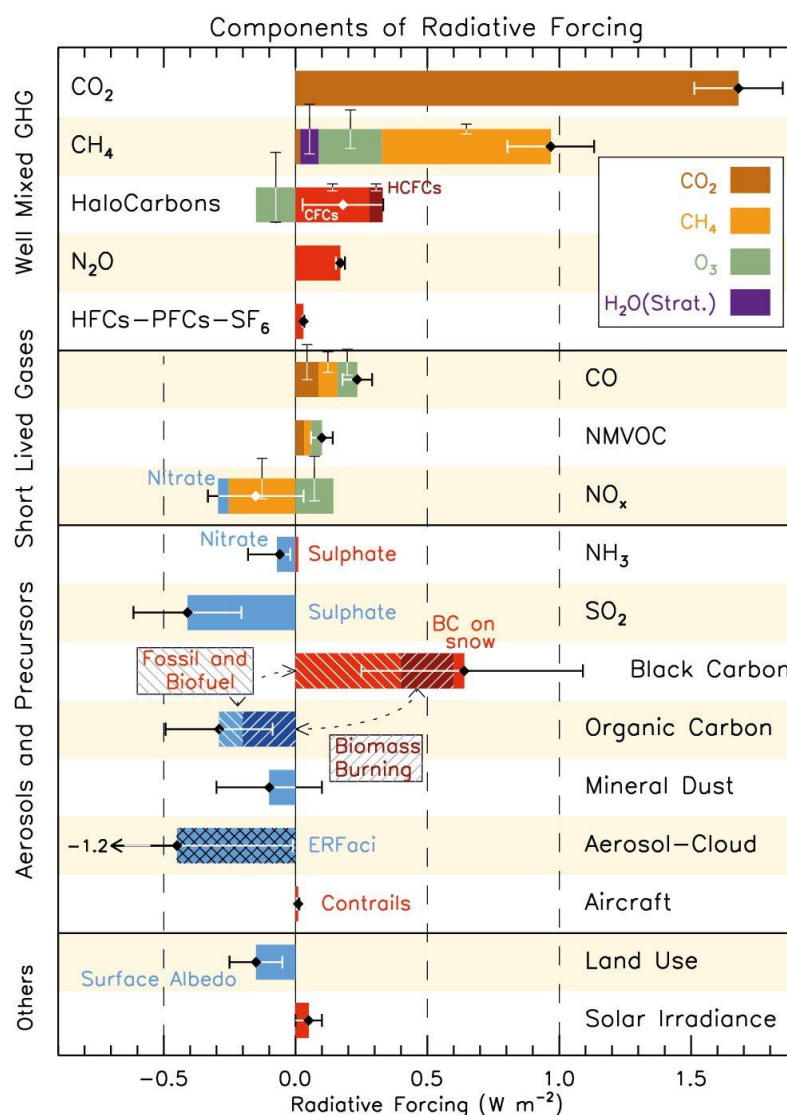 Components of Radiative Forcing
Well Mixed GHG
CO₂
CH₄
HaloCarbons
HCFCs
CFCs
N₂O
HFCs–PFCs–SF₆
CO₂
CH₄
O₃
H₂O(Strat.)
Short Lived Gases
CO
NMVOC
Nitrate
NOₓ
Aerosols and Precursors
Nitrate
Sulphate
NH₃
Sulphate
SO₂
BC on
snow
Black Carbon
Fossil and
Biofuel
Organic Carbon
Biomass
Burning
Mineral Dust
-1.2
ERFaci
Aerosol–Cloud
Contrails
Aircraft
Others
Land Use
Surface Albedo
Solar Irradiance
−0.5 0.0 0.5 1.0 1.5
Radiative Forcing (W m⁻²)